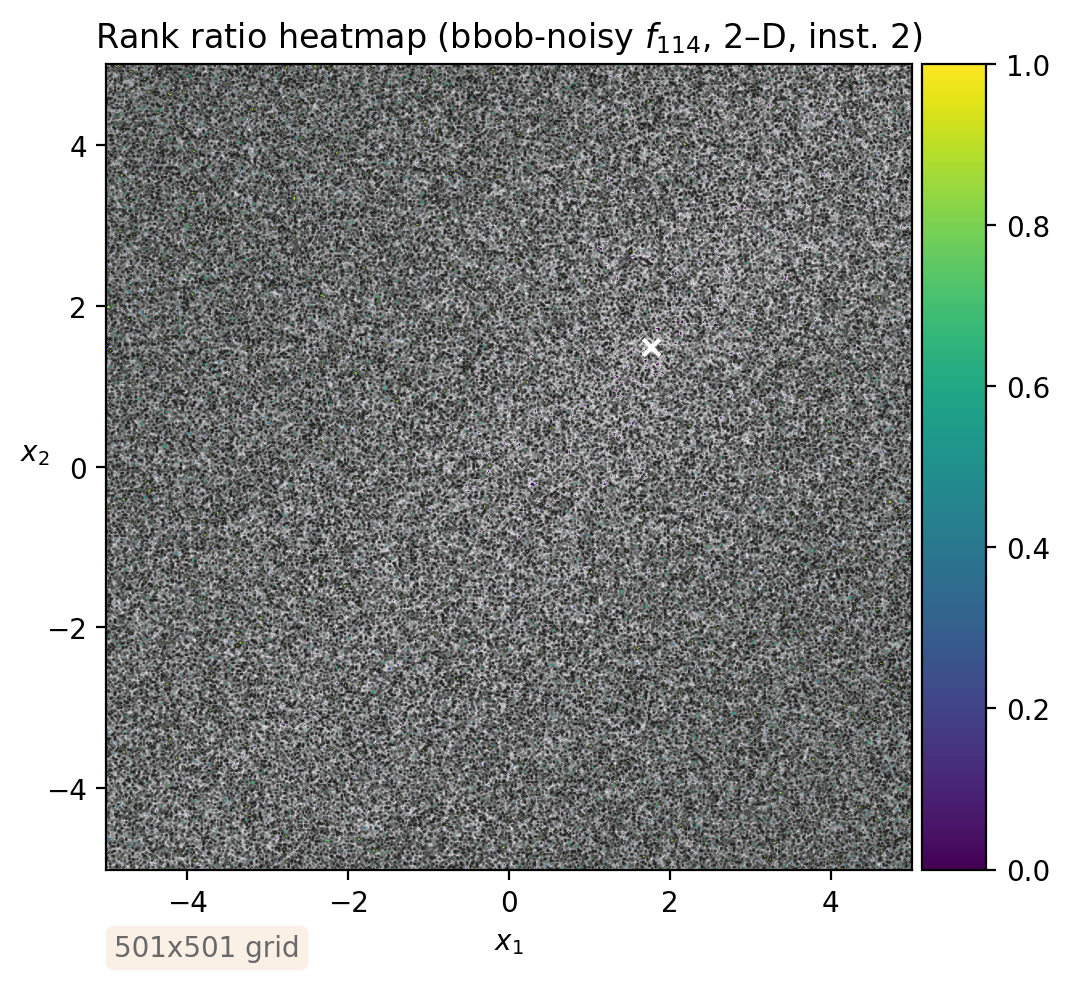 Rank ratio heatmap (bbob-noisy f₁₁₄, 2–D, inst. 2)
1.0
0.8
0.6
0.4
0.2
0.0
4
2
0
−2
−4
x₂
−4 −2 0 2 4
x₁
501x501 grid